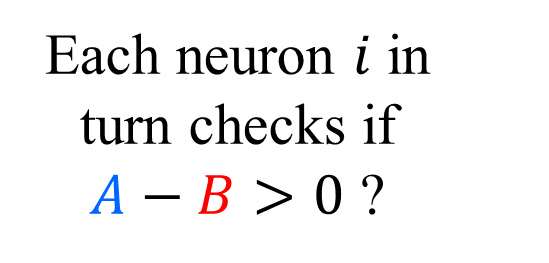 Each neuron i in
turn checks if
A − B > 0 ?